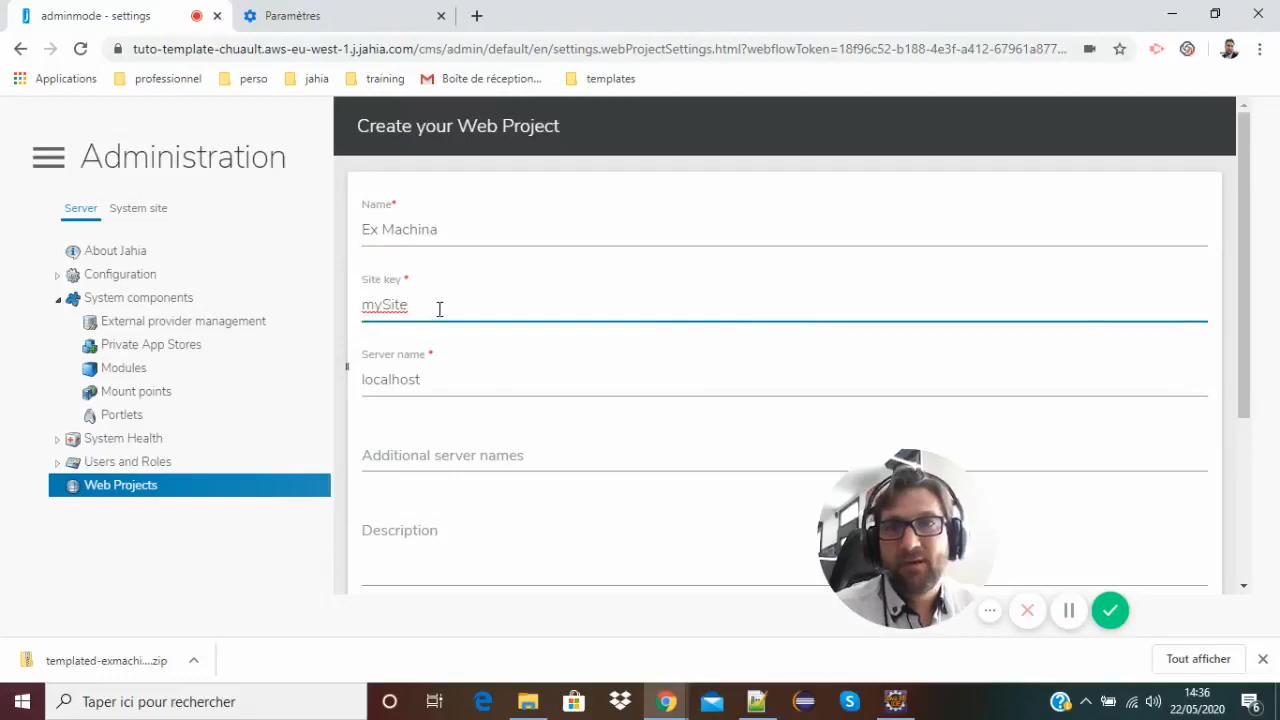 adminmode - settings
Paramètres
tuto-template-chuault.aws-eu-west-1.j.jahia.com/cms/admin/default/en/settings.webProjectSettings.html?webflowToken=18f96c52-b188-4e3f-a412-67961a877...
Applications professionnel perso jahia training Boîte de réception... templates
Administration
Server System site
About Jahia
Configuration
System components
External provider management
Private App Stores
Modules
Mount points
Portlets
System Health
Users and Roles
Web Projects
Create your Web Project
Name*
Ex Machina
Site key *
mySite
Server name *
localhost
Additional server names
Description
templated-exmachi....zip
Tout afficher
Taper ici pour rechercher
14:36
22/05/2020
6